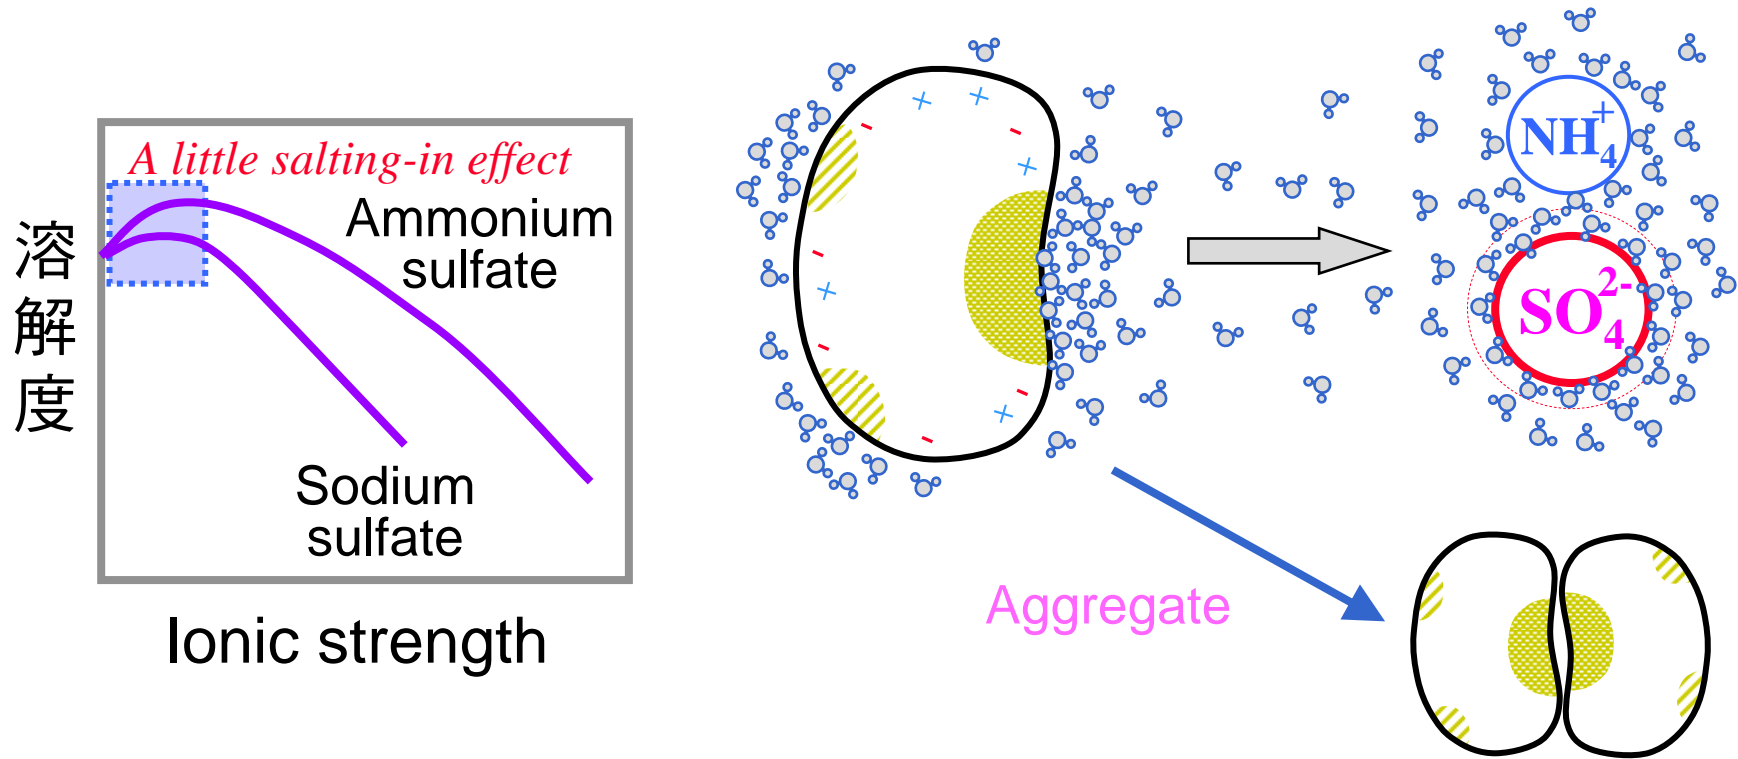 A little salting-in effect
Ammonium
sulfate
溶解度
Sodium
sulfate
Ionic strength
NH₄⁺
SO₄²⁻
Aggregate